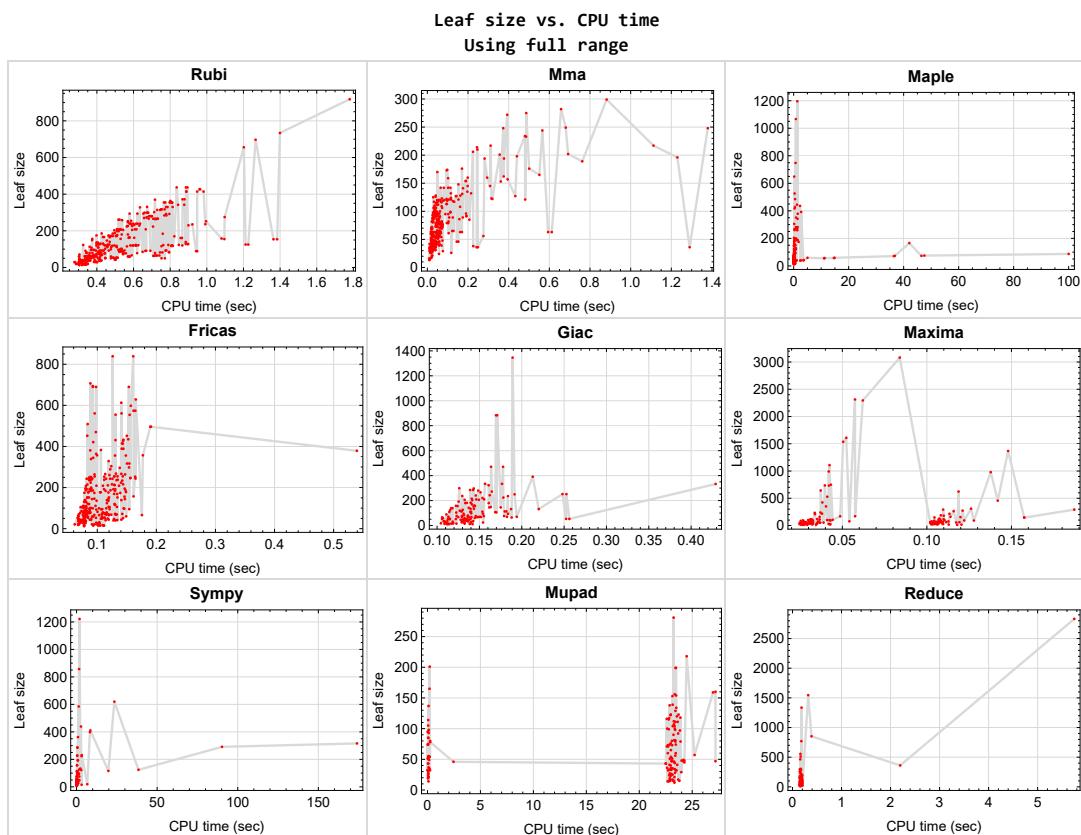 Leaf size vs. CPU time
Using full range
Rubi
Leaf size
800
600
400
200
0
0.4 0.6 0.8 1.0 1.2 1.4 1.6 1.8
CPU time (sec)
Mma
Leaf size
300
250
200
150
100
50
0
0.0 0.2 0.4 0.6 0.8 1.0 1.2 1.4
CPU time (sec)
Maple
Leaf size
1200
1000
800
600
400
200
0
0 20 40 60 80 100
CPU time (sec)
Fricas
Leaf size
800
600
400
200
0
0.1 0.2 0.3 0.4 0.5
CPU time (sec)
Giac
Leaf size
1400
1200
1000
800
600
400
200
0
0.10 0.15 0.20 0.25 0.30 0.35 0.40
CPU time (sec)
Maxima
Leaf size
3000
2500
2000
1500
1000
500
0
0.05 0.10 0.15
CPU time (sec)
Sympy
Leaf size
1200
1000
800
600
400
200
0
0 50 100 150
CPU time (sec)
Mupad
Leaf size
250
200
150
100
50
0
0 5 10 15 20 25
CPU time (sec)
Reduce
Leaf size
2500
2000
1500
1000
500
0
0 1 2 3 4 5
CPU time (sec)